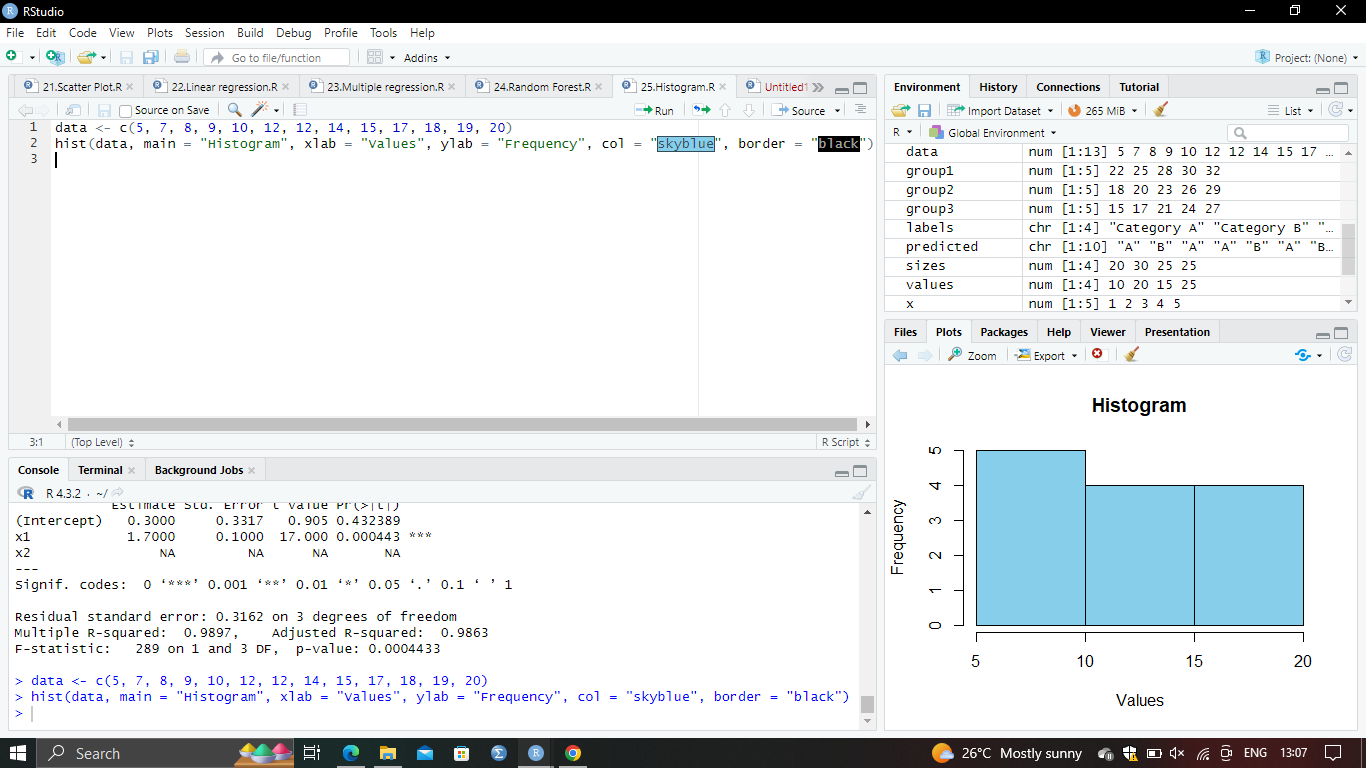 RStudio
File Edit Code View Plots Session Build Debug Profile Tools Help
Go to file/function Addins Project: (None)
21.Scatter Plot.R 22.Linear regression.R 23.Multiple regression.R 24.Random Forest.R 25.Histogram.R Untitled1
Source on Save Run Source
1 data <- c(5, 7, 8, 9, 10, 12, 12, 14, 15, 17, 18, 19, 20)
2 hist(data, main = "Histogram", xlab = "Values", ylab = "Frequency", col = "skyblue", border = "black")
3
3:1 (Top Level) R Script
Console Terminal Background Jobs
R 4.3.2 · ~/
Estimate Std. Error t value Pr(>|t|)
(Intercept) 0.3000 0.3317 0.905 0.432389
x1 1.7000 0.1000 17.000 0.000443 ***
x2 NA NA NA NA
---
Signif. codes: 0 ‘***’ 0.001 ‘**’ 0.01 ‘*’ 0.05 ‘.’ 0.1 ‘ ’ 1
Residual standard error: 0.3162 on 3 degrees of freedom
Multiple R-squared: 0.9897, Adjusted R-squared: 0.9863
F-statistic: 289 on 1 and 3 DF, p-value: 0.0004433
> data <- c(5, 7, 8, 9, 10, 12, 12, 14, 15, 17, 18, 19, 20)
> hist(data, main = "Histogram", xlab = "Values", ylab = "Frequency", col = "skyblue", border = "black")
>
Environment History Connections Tutorial
Import Dataset 265 MiB List
R Global Environment
data num [1:13] 5 7 8 9 10 12 12 14 15 17 ...
group1 num [1:5] 22 25 28 30 32
group2 num [1:5] 18 20 23 26 29
group3 num [1:5] 15 17 21 24 27
labels chr [1:4] "Category A" "Category B" "...
predicted chr [1:10] "A" "B" "A" "A" "B" "A" "B...
sizes num [1:4] 20 30 25 25
values num [1:4] 10 20 15 25
x num [1:5] 1 2 3 4 5
Files Plots Packages Help Viewer Presentation
Zoom Export
Histogram
Frequency
5
4
3
2
1
0
5 10 15 20
Values
Search 26°C Mostly sunny ENG 13:07